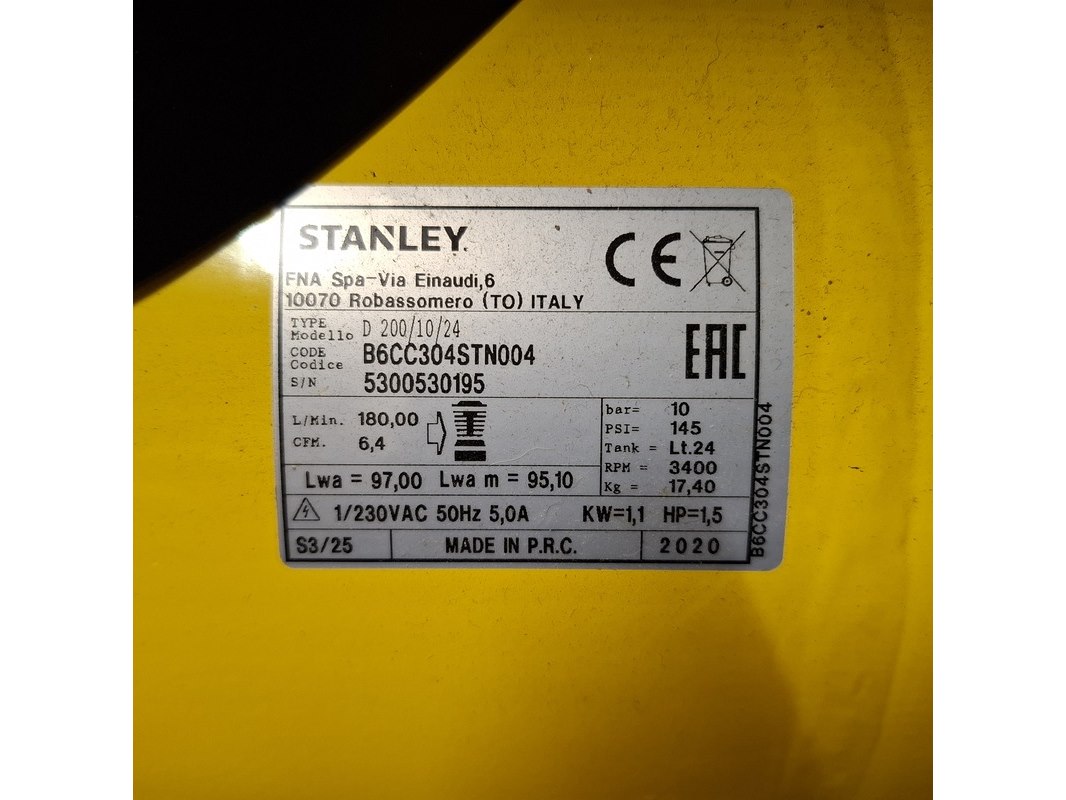 STANLEY
CE
FNA Spa-Via Einaudi,6
10070 Robassomero (TO) ITALY
TYPE
Modello D 200/10/24
CODE
Codice B6CC304STN004
S/N 5300530195
EAC
L/Min. 180,00
CFM. 6,4
bar= 10
PSI= 145
Tank = Lt.24
RPM = 3400
Kg = 17,40
Lwa = 97,00 Lwa m = 95,10
1/230VAC 50Hz 5,0A KW=1,1 HP=1,5
S3/25 MADE IN P.R.C. 2020
B6CC304STN004